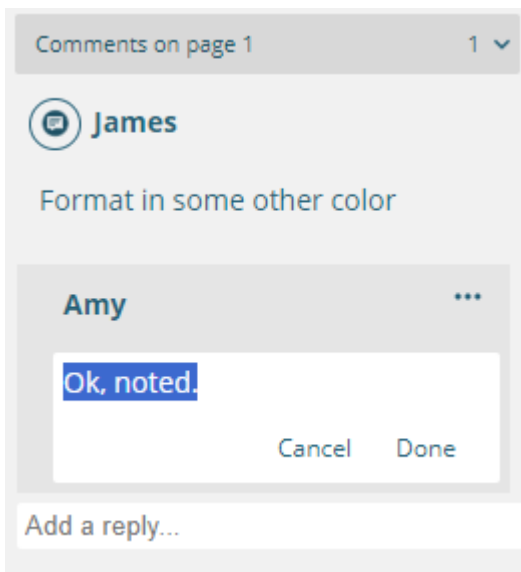 Comments on page 1 1
James
Format in some other color
Amy
Ok, noted.
Cancel Done
Add a reply...